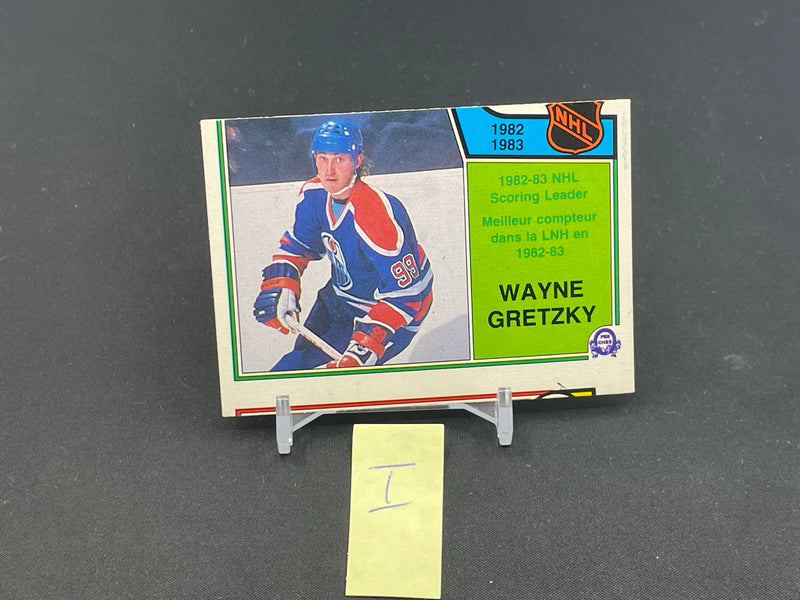 1982
1983
NHL
1982-83 NHL
Scoring Leader
Meilleur compteur
dans la LNH en
1982-83
WAYNE
GRETZKY
99
I